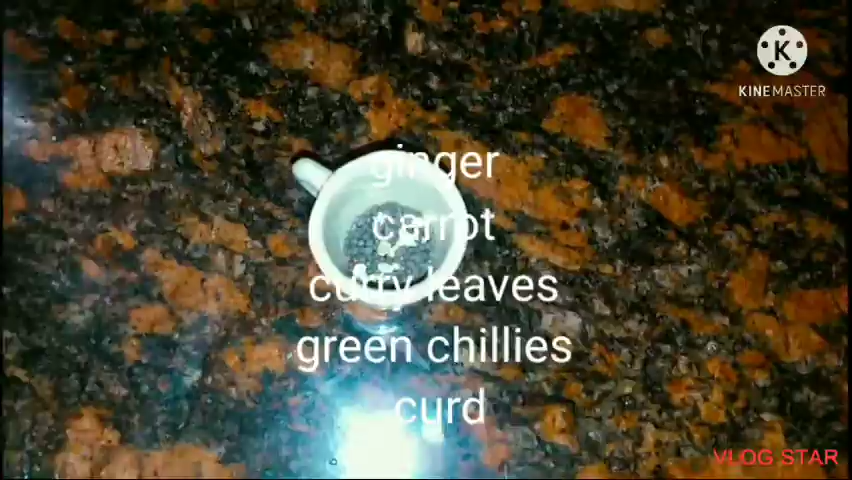 KINEMASTER
ginger
carrot
curry leaves
green chillies
curd
VLOG STAR